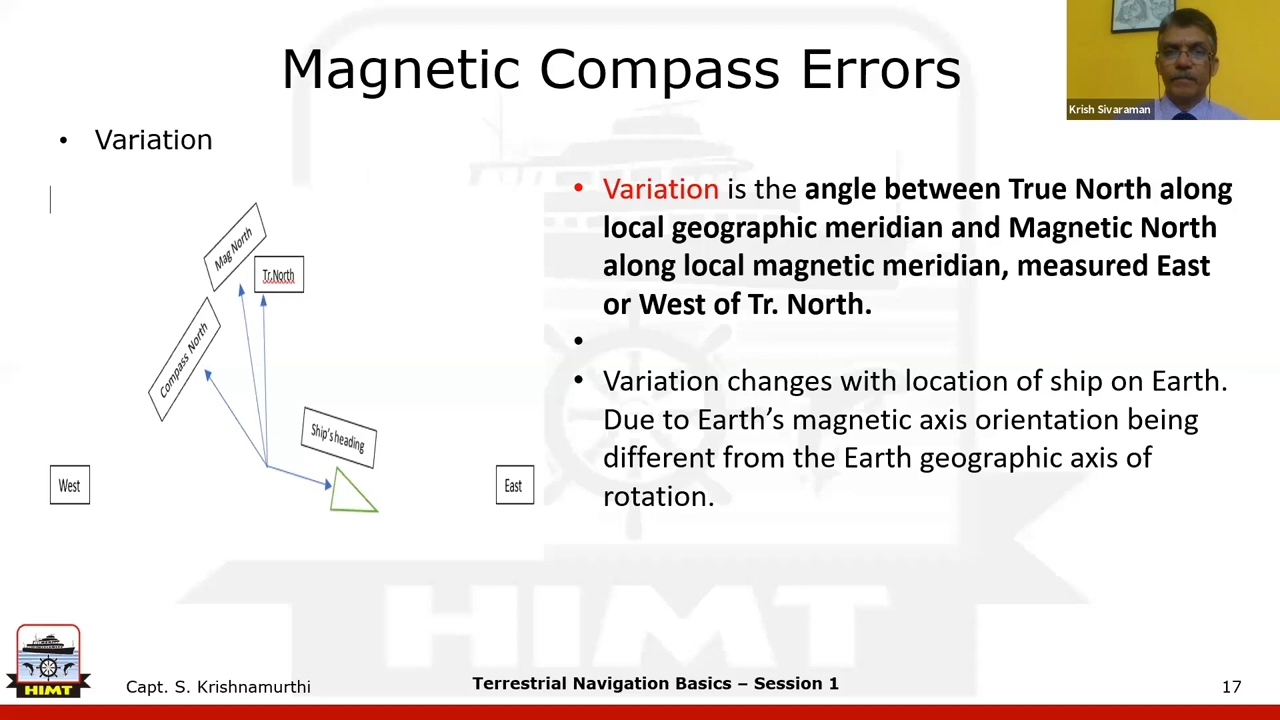 Magnetic Compass Errors
Krish Sivaraman
• Variation
Mag North
Tr.North
Compass North
Ship's heading
West
East
• Variation is the angle between True North along
local geographic meridian and Magnetic North
along local magnetic meridian, measured East
or West of Tr. North.
•
• Variation changes with location of ship on Earth.
Due to Earth’s magnetic axis orientation being
different from the Earth geographic axis of
rotation.
HIMT
HIMT
Capt. S. Krishnamurthi
Terrestrial Navigation Basics – Session 1
17